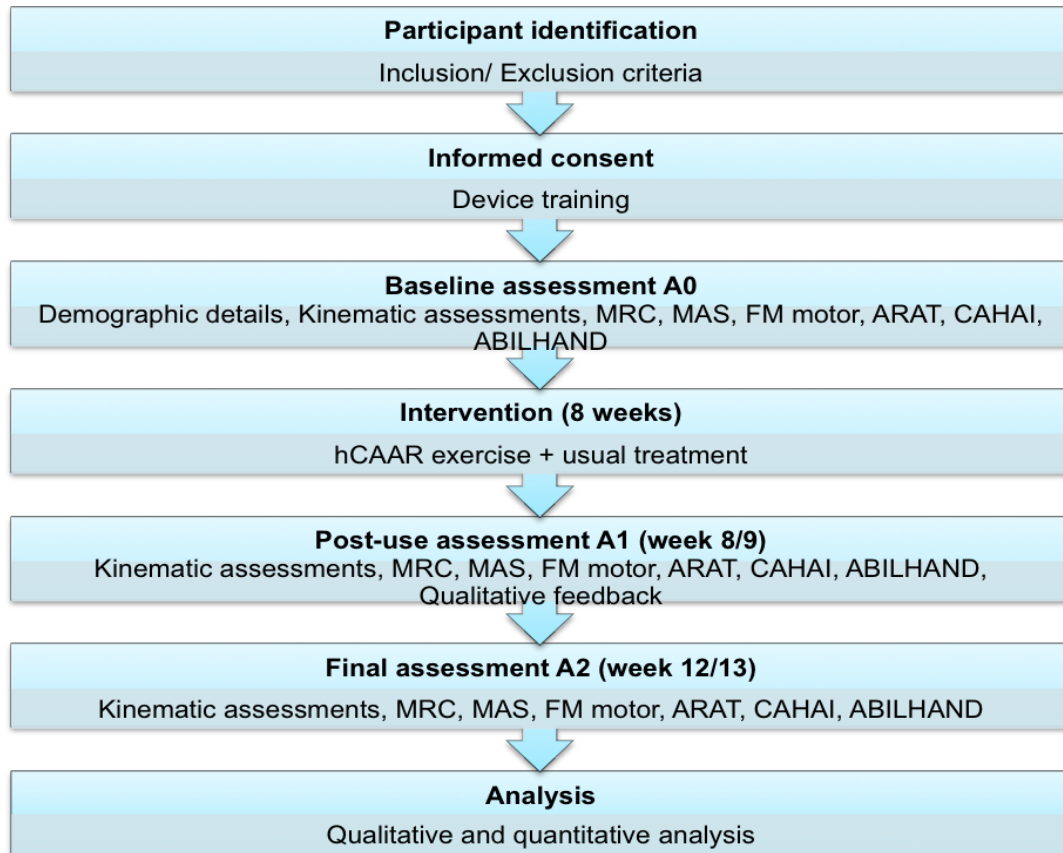 Participant identification
Inclusion/ Exclusion criteria
Informed consent
Device training
Baseline assessment A0
Demographic details, Kinematic assessments, MRC, MAS, FM motor, ARAT, CAHAI,
ABILHAND
Intervention (8 weeks)
hCAAR exercise + usual treatment
Post-use assessment A1 (week 8/9)
Kinematic assessments, MRC, MAS, FM motor, ARAT, CAHAI, ABILHAND,
Qualitative feedback
Final assessment A2 (week 12/13)
Kinematic assessments, MRC, MAS, FM motor, ARAT, CAHAI, ABILHAND
Analysis
Qualitative and quantitative analysis